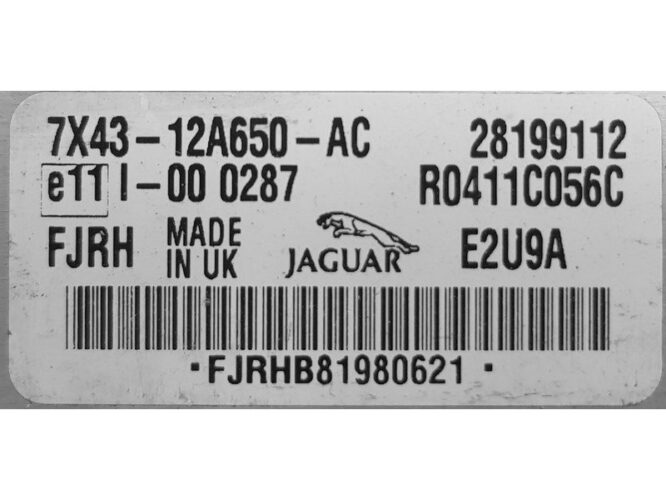 7X43-12A650-AC 28199112
e11 I-00 0287 R0411C056C
FJRH MADE IN UK JAGUAR E2U9A
·FJRHB81980621·